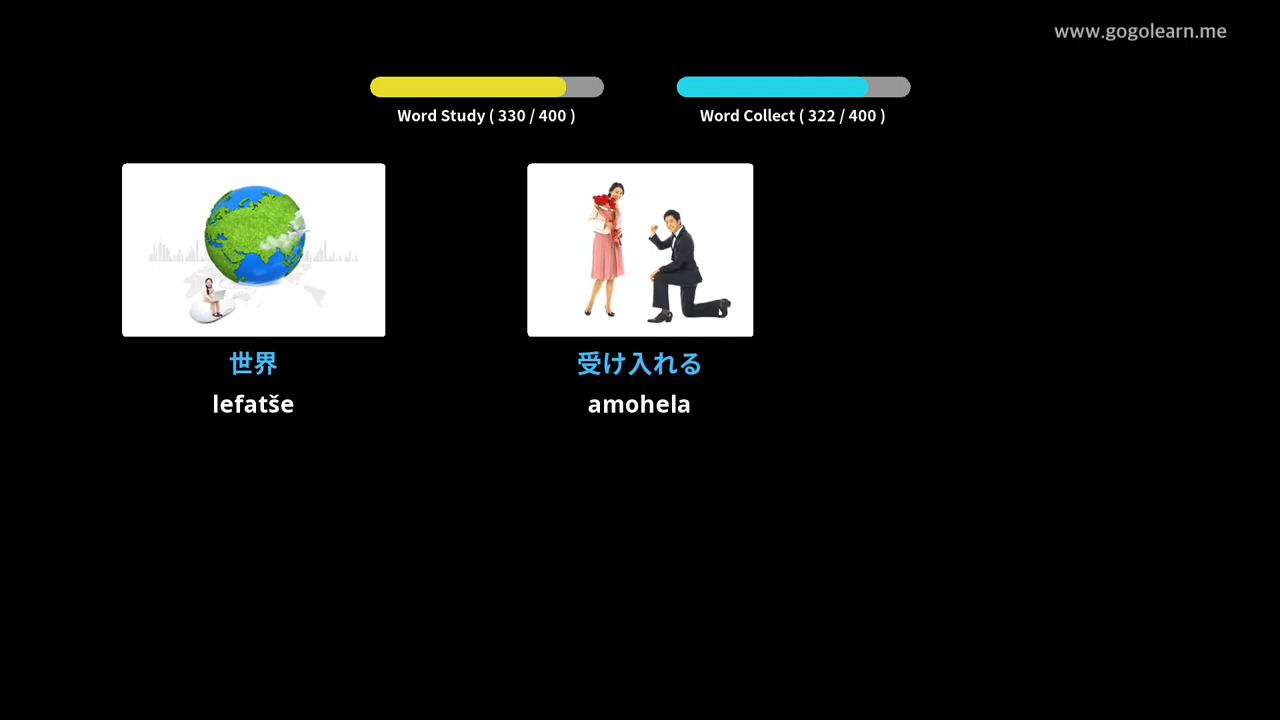 www.gogolearn.me
Word Study ( 330 / 400 )
Word Collect ( 322 / 400 )
世界
受け入れる
lefatše
amohela